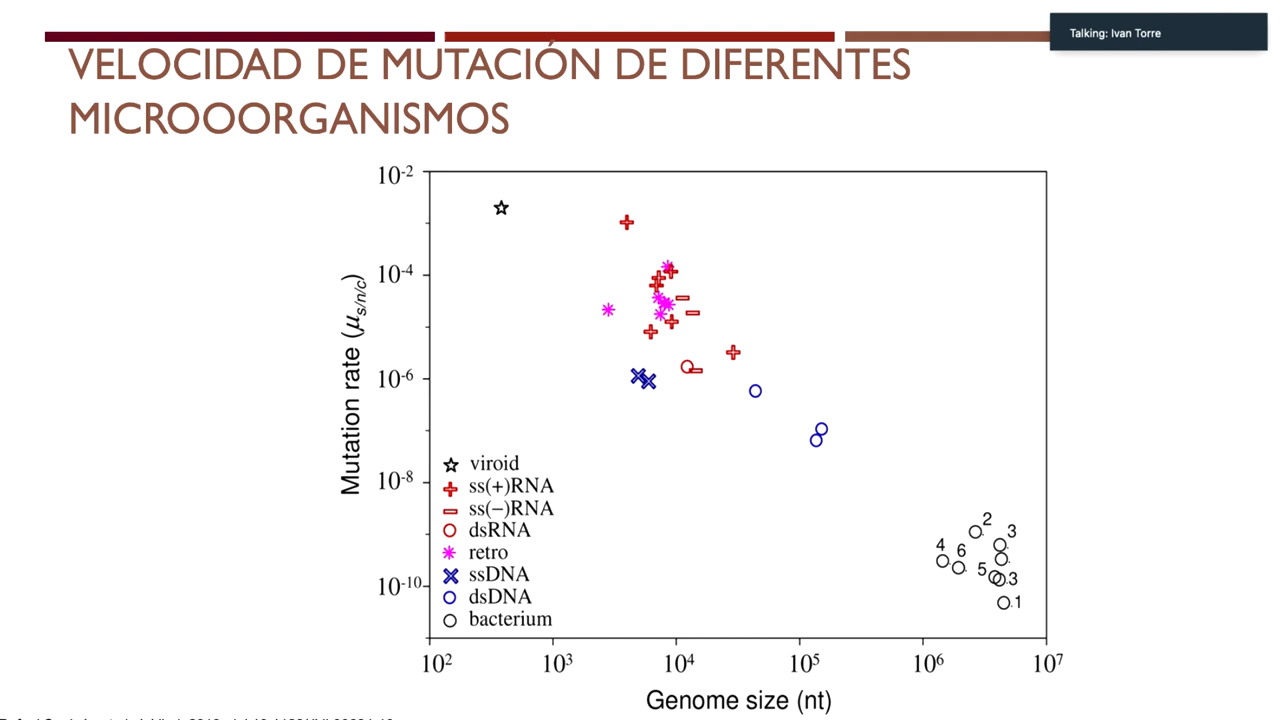 Talking: Ivan Torre
VELOCIDAD DE MUTACIÓN DE DIFERENTES
MICROOORGANISMOS
10-2
10-4
10-6
10-8
10-10
Mutation rate (μs/n/c)
viroid
ss(+)RNA
ss(−)RNA
dsRNA
retro
ssDNA
dsDNA
bacterium
2
3
4
6
5
3
1
10²
10³
10⁴
10⁵
10⁶
10⁷
Genome size (nt)